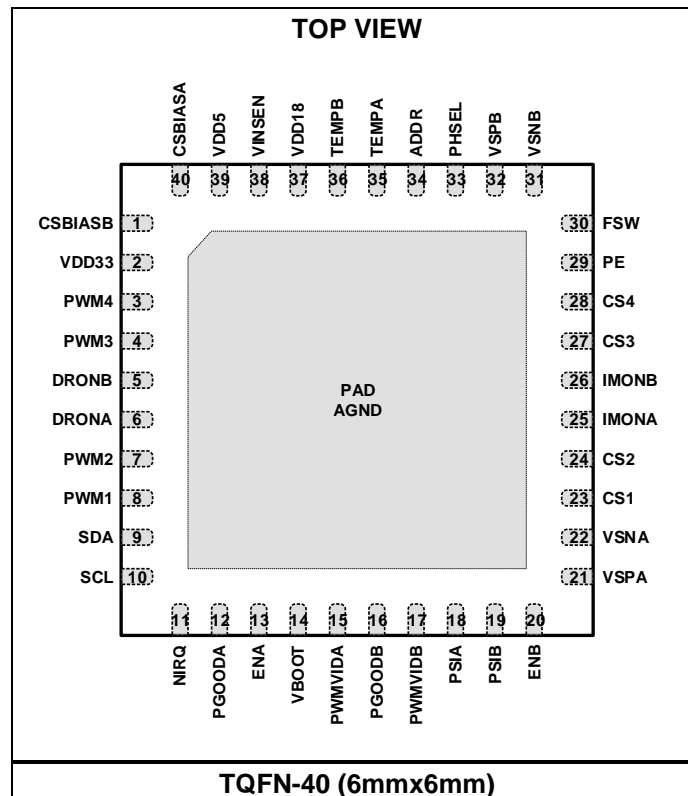 TOP VIEW
CSBIASA
VDD5
VINSEN
VDD18
TEMPB
TEMPA
ADDR
PHSEL
VSPB
VSNB
40 39 38 37 36 35 34 33 32 31
CSBIASB 1
VDD33 2
PWM4 3
PWM3 4
DRONB 5
DRONA 6
PWM2 7
PWM1 8
SDA 9
SCL 10
PAD
AGND
30 FSW
29 PE
28 CS4
27 CS3
26 IMONB
25 IMONA
24 CS2
23 CS1
22 VSNA
21 VSPA
11 12 13 14 15 16 17 18 19 20
NIRQ
PGOODA
ENA
VBOOT
PWMVIDA
PGOODB
PWMVIDB
PSIA
PSIB
ENB
TQFN-40 (6mmx6mm)